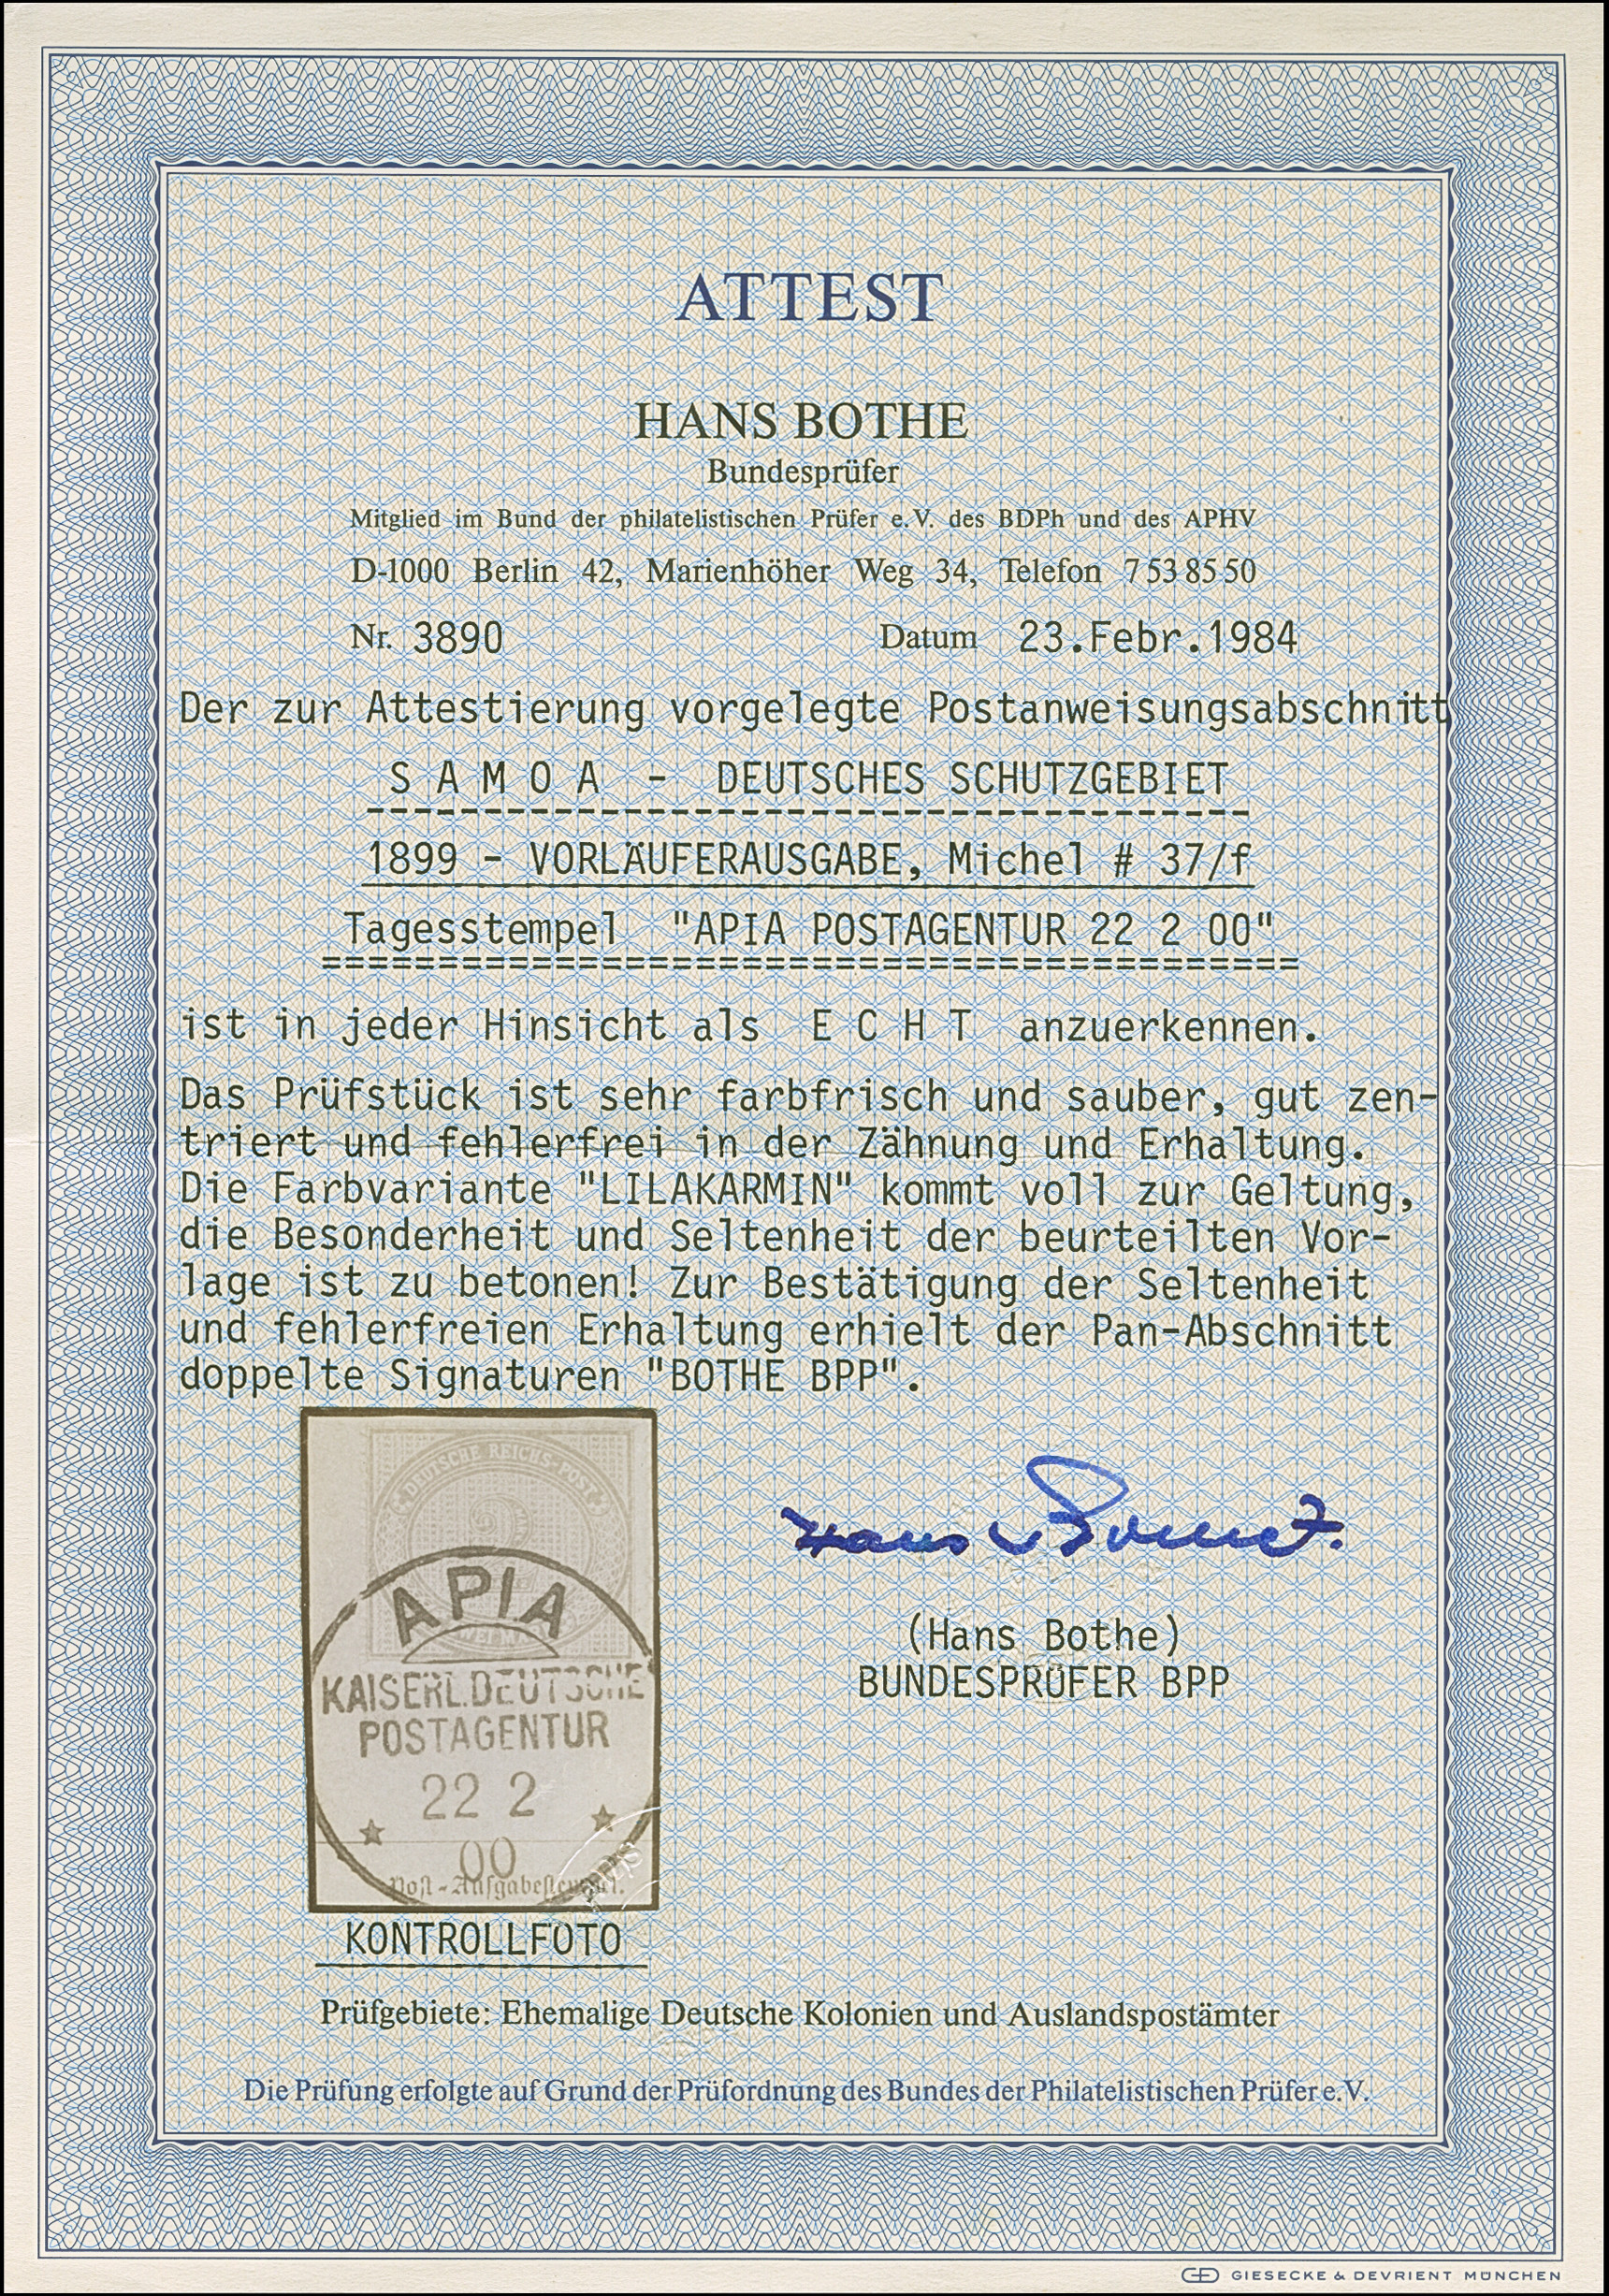 ATTEST
HANS BOTHE
Bundesprüfer
Mitglied im Bund der philatelistischen Prüfer e.V. des BDPh und des APHV
D-1000 Berlin 42, Marienhöher Weg 34, Telefon 7 53 85 50
Nr. 3890 Datum 23.Febr.1984
Der zur Attestierung vorgelegte Postanweisungsabschnitt
S A M O A - DEUTSCHES SCHUTZGEBIET
1899 - VORLÄUFERAUSGABE, Michel # 37/f
Tagesstempel "APIA POSTAGENTUR 22 2 00"
ist in jeder Hinsicht als E C H T anzuerkennen.
Das Prüfstück ist sehr farbfrisch und sauber, gut zen-
triert und fehlerfrei in der Zähnung und Erhaltung.
Die Farbvariante "LILAKARMIN" kommt voll zur Geltung,
die Besonderheit und Seltenheit der beurteilten Vor-
lage ist zu betonen! Zur Bestätigung der Seltenheit
und fehlerfreien Erhaltung erhielt der Pan-Abschnitt
doppelte Signaturen "BOTHE BPP".
DEUTSCHE REICHS-POST
APIA
KAISERL.DEUTSCHE
POSTAGENTUR
22 2
00
Post-Aufgabestempel.
KONTROLLFOTO
(Hans Bothe)
BUNDESPRÜFER BPP
Prüfgebiete: Ehemalige Deutsche Kolonien und Auslandspostämter
Die Prüfung erfolgte auf Grund der Prüfordnung des Bundes der Philatelistischen Prüfer e.V.
GIESECKE & DEVRIENT MÜNCHEN